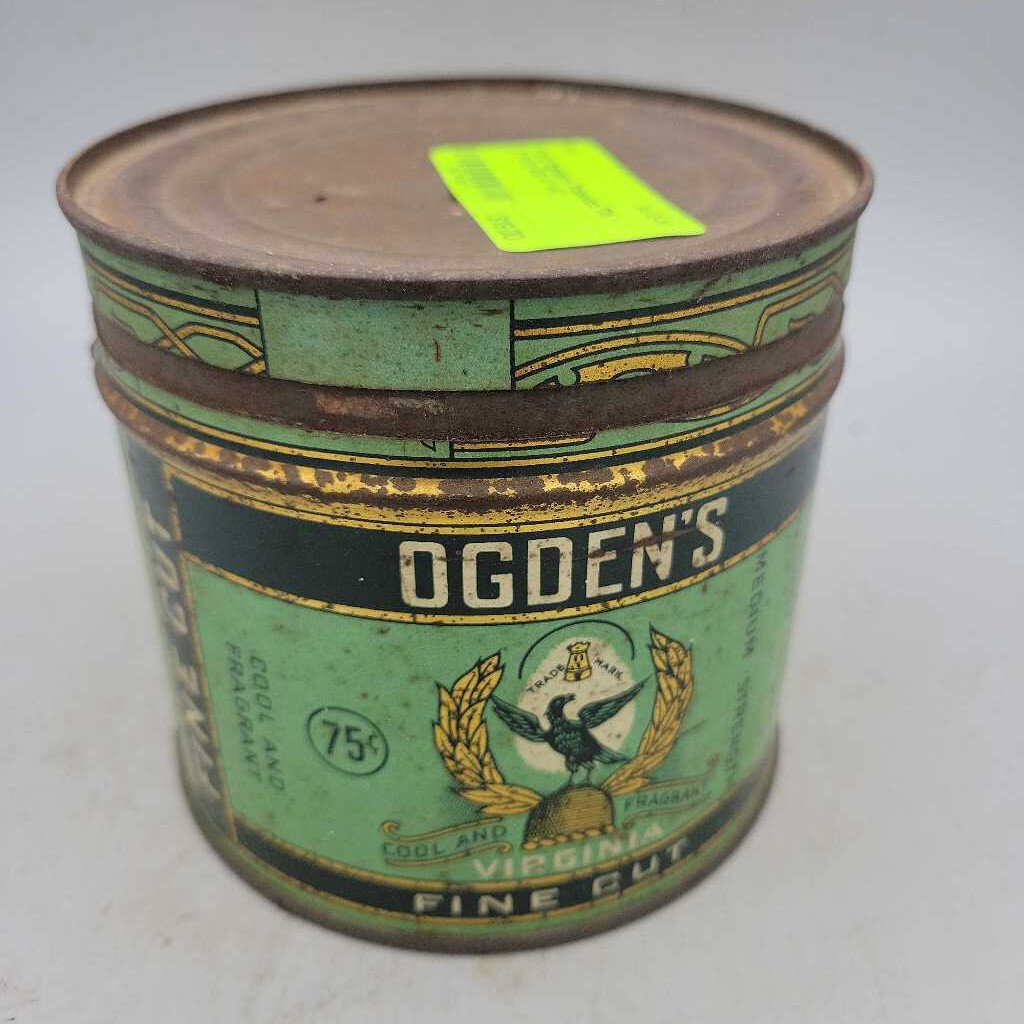 OGDEN'S
TRADE MARK
75¢
COOL AND
FRAGRANT
COOL AND
FRAGRANT
VIRGINIA
FINE CUT
FINE CUT
MEDIUM STRENGTH